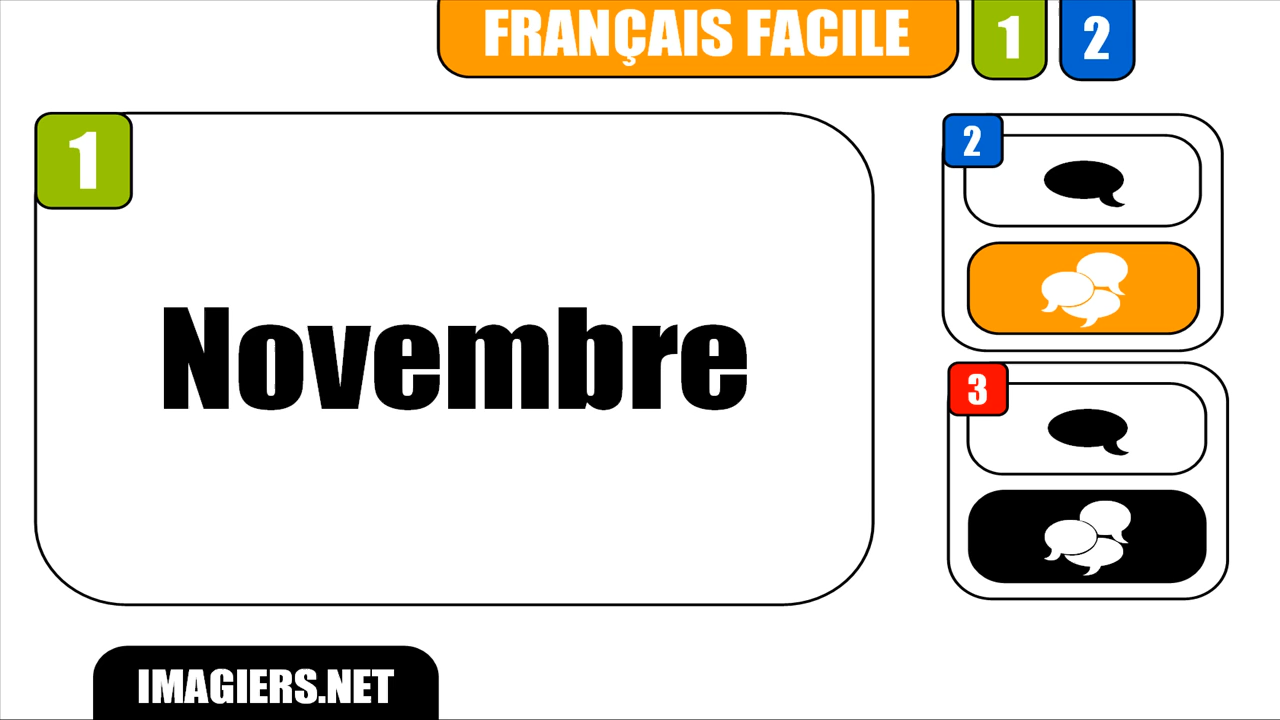 FRANÇAIS FACILE 1 2
1
Novembre
2
3
IMAGIERS.NET